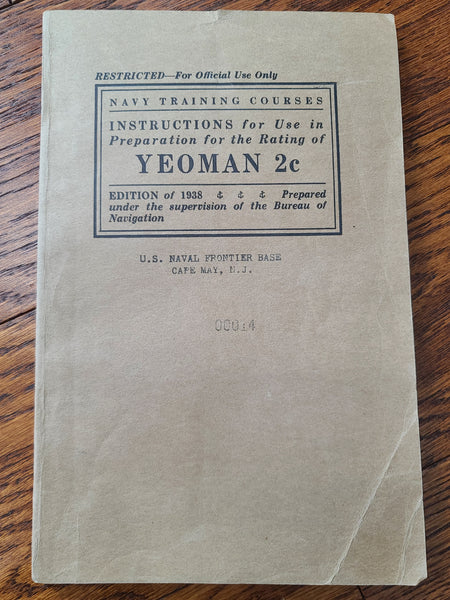 RESTRICTED—For Official Use Only
NAVY TRAINING COURSES
INSTRUCTIONS for Use in
Preparation for the Rating of
YEOMAN 2c
EDITION of 1938 ⚓ ⚓ ⚓ Prepared
under the supervision of the Bureau of
Navigation
U.S. NAVAL FRONTIER BASE
CAPE MAY, N.J.
00014